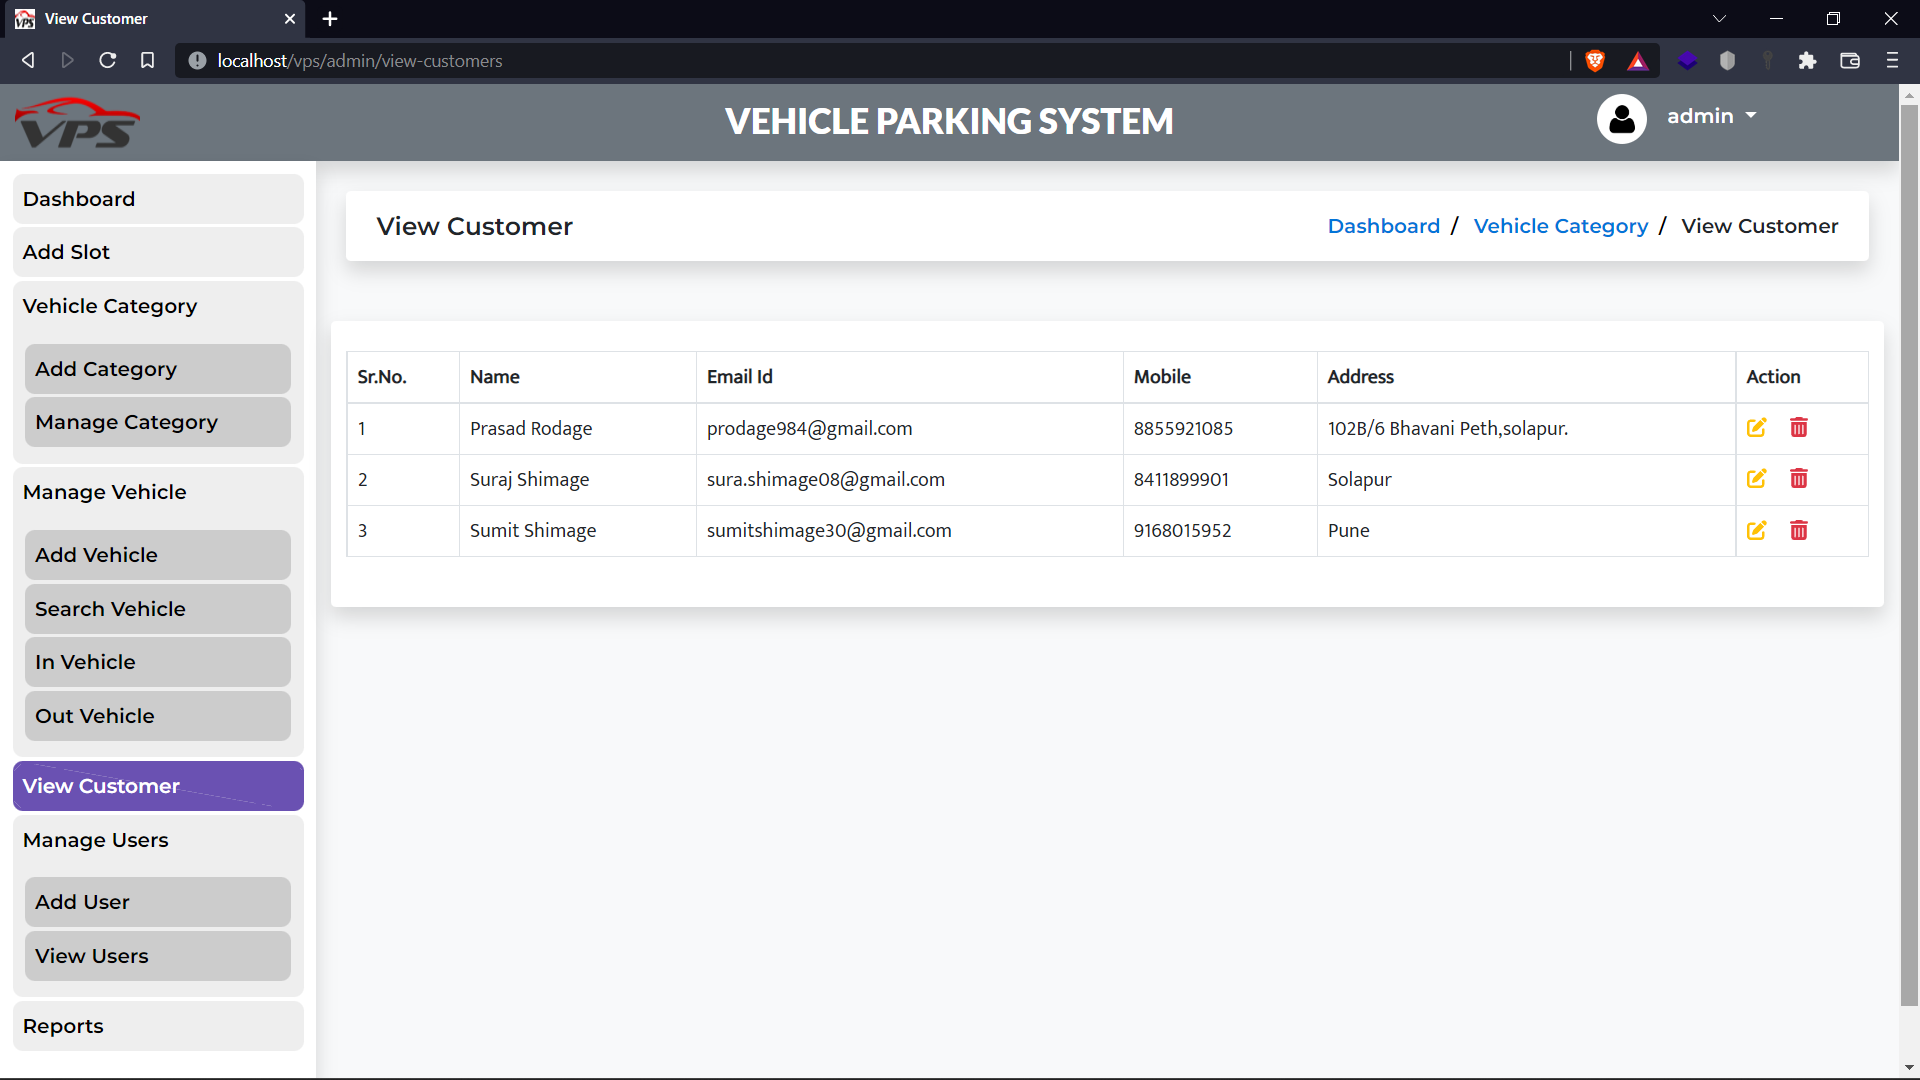 View Customer
localhost/vps/admin/view-customers
VPS
VEHICLE PARKING SYSTEM
admin
Dashboard
Add Slot
Vehicle Category
Add Category
Manage Category
Manage Vehicle
Add Vehicle
Search Vehicle
In Vehicle
Out Vehicle
View Customer
Manage Users
Add User
View Users
Reports
View Customer
Dashboard / Vehicle Category / View Customer
Sr.No. Name Email Id Mobile Address Action
1 Prasad Rodage prodage984@gmail.com 8855921085 102B/6 Bhavani Peth,solapur.
2 Suraj Shimage sura.shimage08@gmail.com 8411899901 Solapur
3 Sumit Shimage sumitshimage30@gmail.com 9168015952 Pune